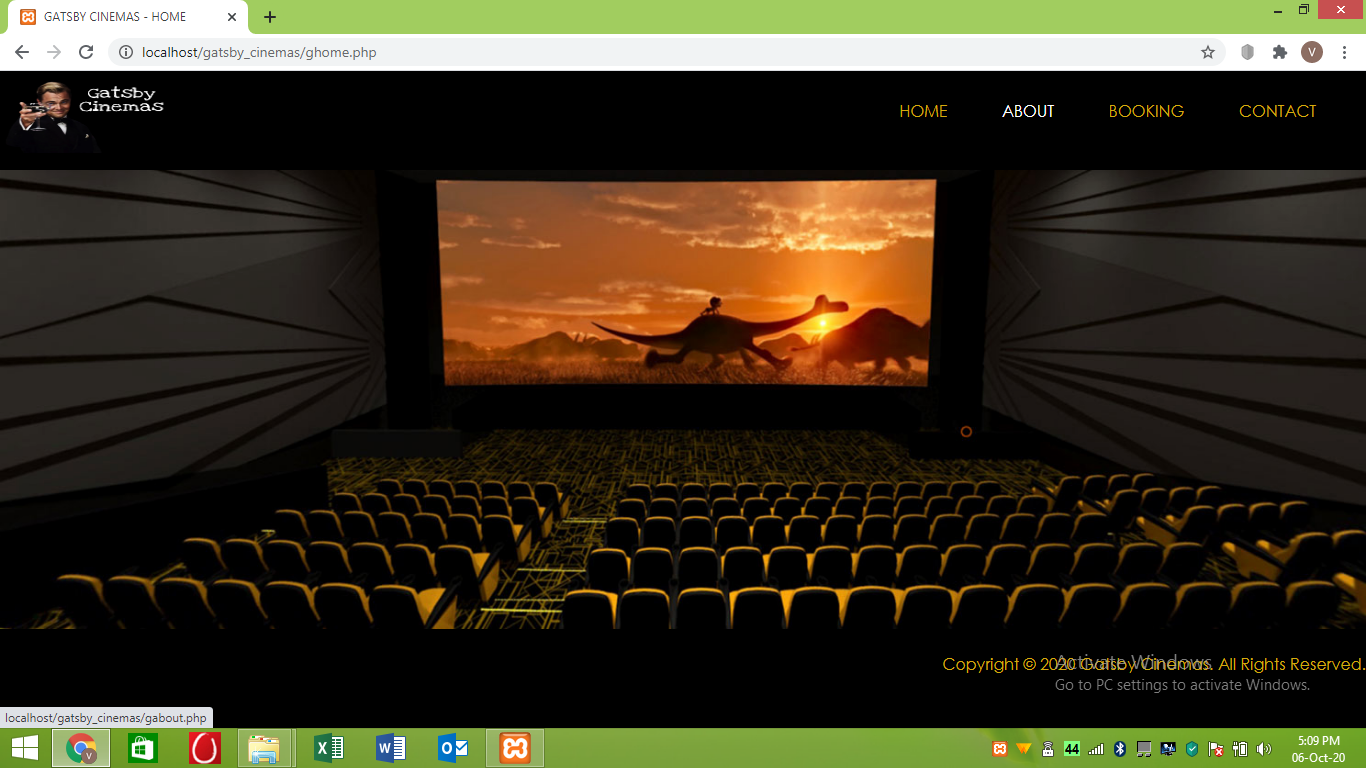 GATSBY CINEMAS - HOME
localhost/gatsby_cinemas/ghome.php
V
Gatsby
Cinemas
HOME ABOUT BOOKING CONTACT
Copyright © 2020 Gatsby Cinemas. All Rights Reserved.
Activate Windows
Go to PC settings to activate Windows.
localhost/gatsby_cinemas/gabout.php
V
44
5:09 PM
06-Oct-20